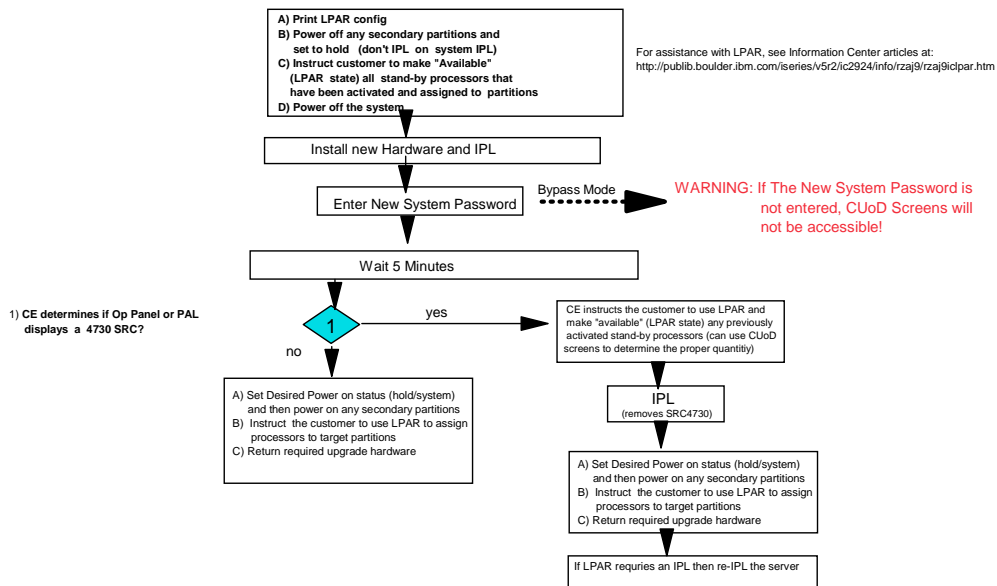 A) Print LPAR config
B) Power off any secondary partitions and
set to hold (don't IPL on system IPL)
C) Instruct customer to make "Available"
(LPAR state) all stand-by processors that
have been activated and assigned to partitions
D) Power off the system
For assistance with LPAR, see Information Center articles at:
http://publib.boulder.ibm.com/iseries/v5r2/ic2924/info/rzaj9/rzaj9iclpar.htm
Install new Hardware and IPL
Enter New System Password
Bypass Mode
WARNING: If The New System Password is
not entered, CUoD Screens will
not be accessible!
Wait 5 Minutes
1) CE determines if Op Panel or PAL
displays a 4730 SRC?
1
yes
no
CE instructs the customer to use LPAR and
make "available" (LPAR state) any previously
activated stand-by processors (can use CUoD
screens to determine the proper quantitiy)
A) Set Desired Power on status (hold/system)
and then power on any secondary partitions
B) Instruct the customer to use LPAR to assign
processors to target partitions
C) Return required upgrade hardware
IPL
(removes SRC4730)
A) Set Desired Power on status (hold/system)
and then power on any secondary partitions
B) Instruct the customer to use LPAR to assign
processors to target partitions
C) Return required upgrade hardware
If LPAR requries an IPL then re-IPL the server